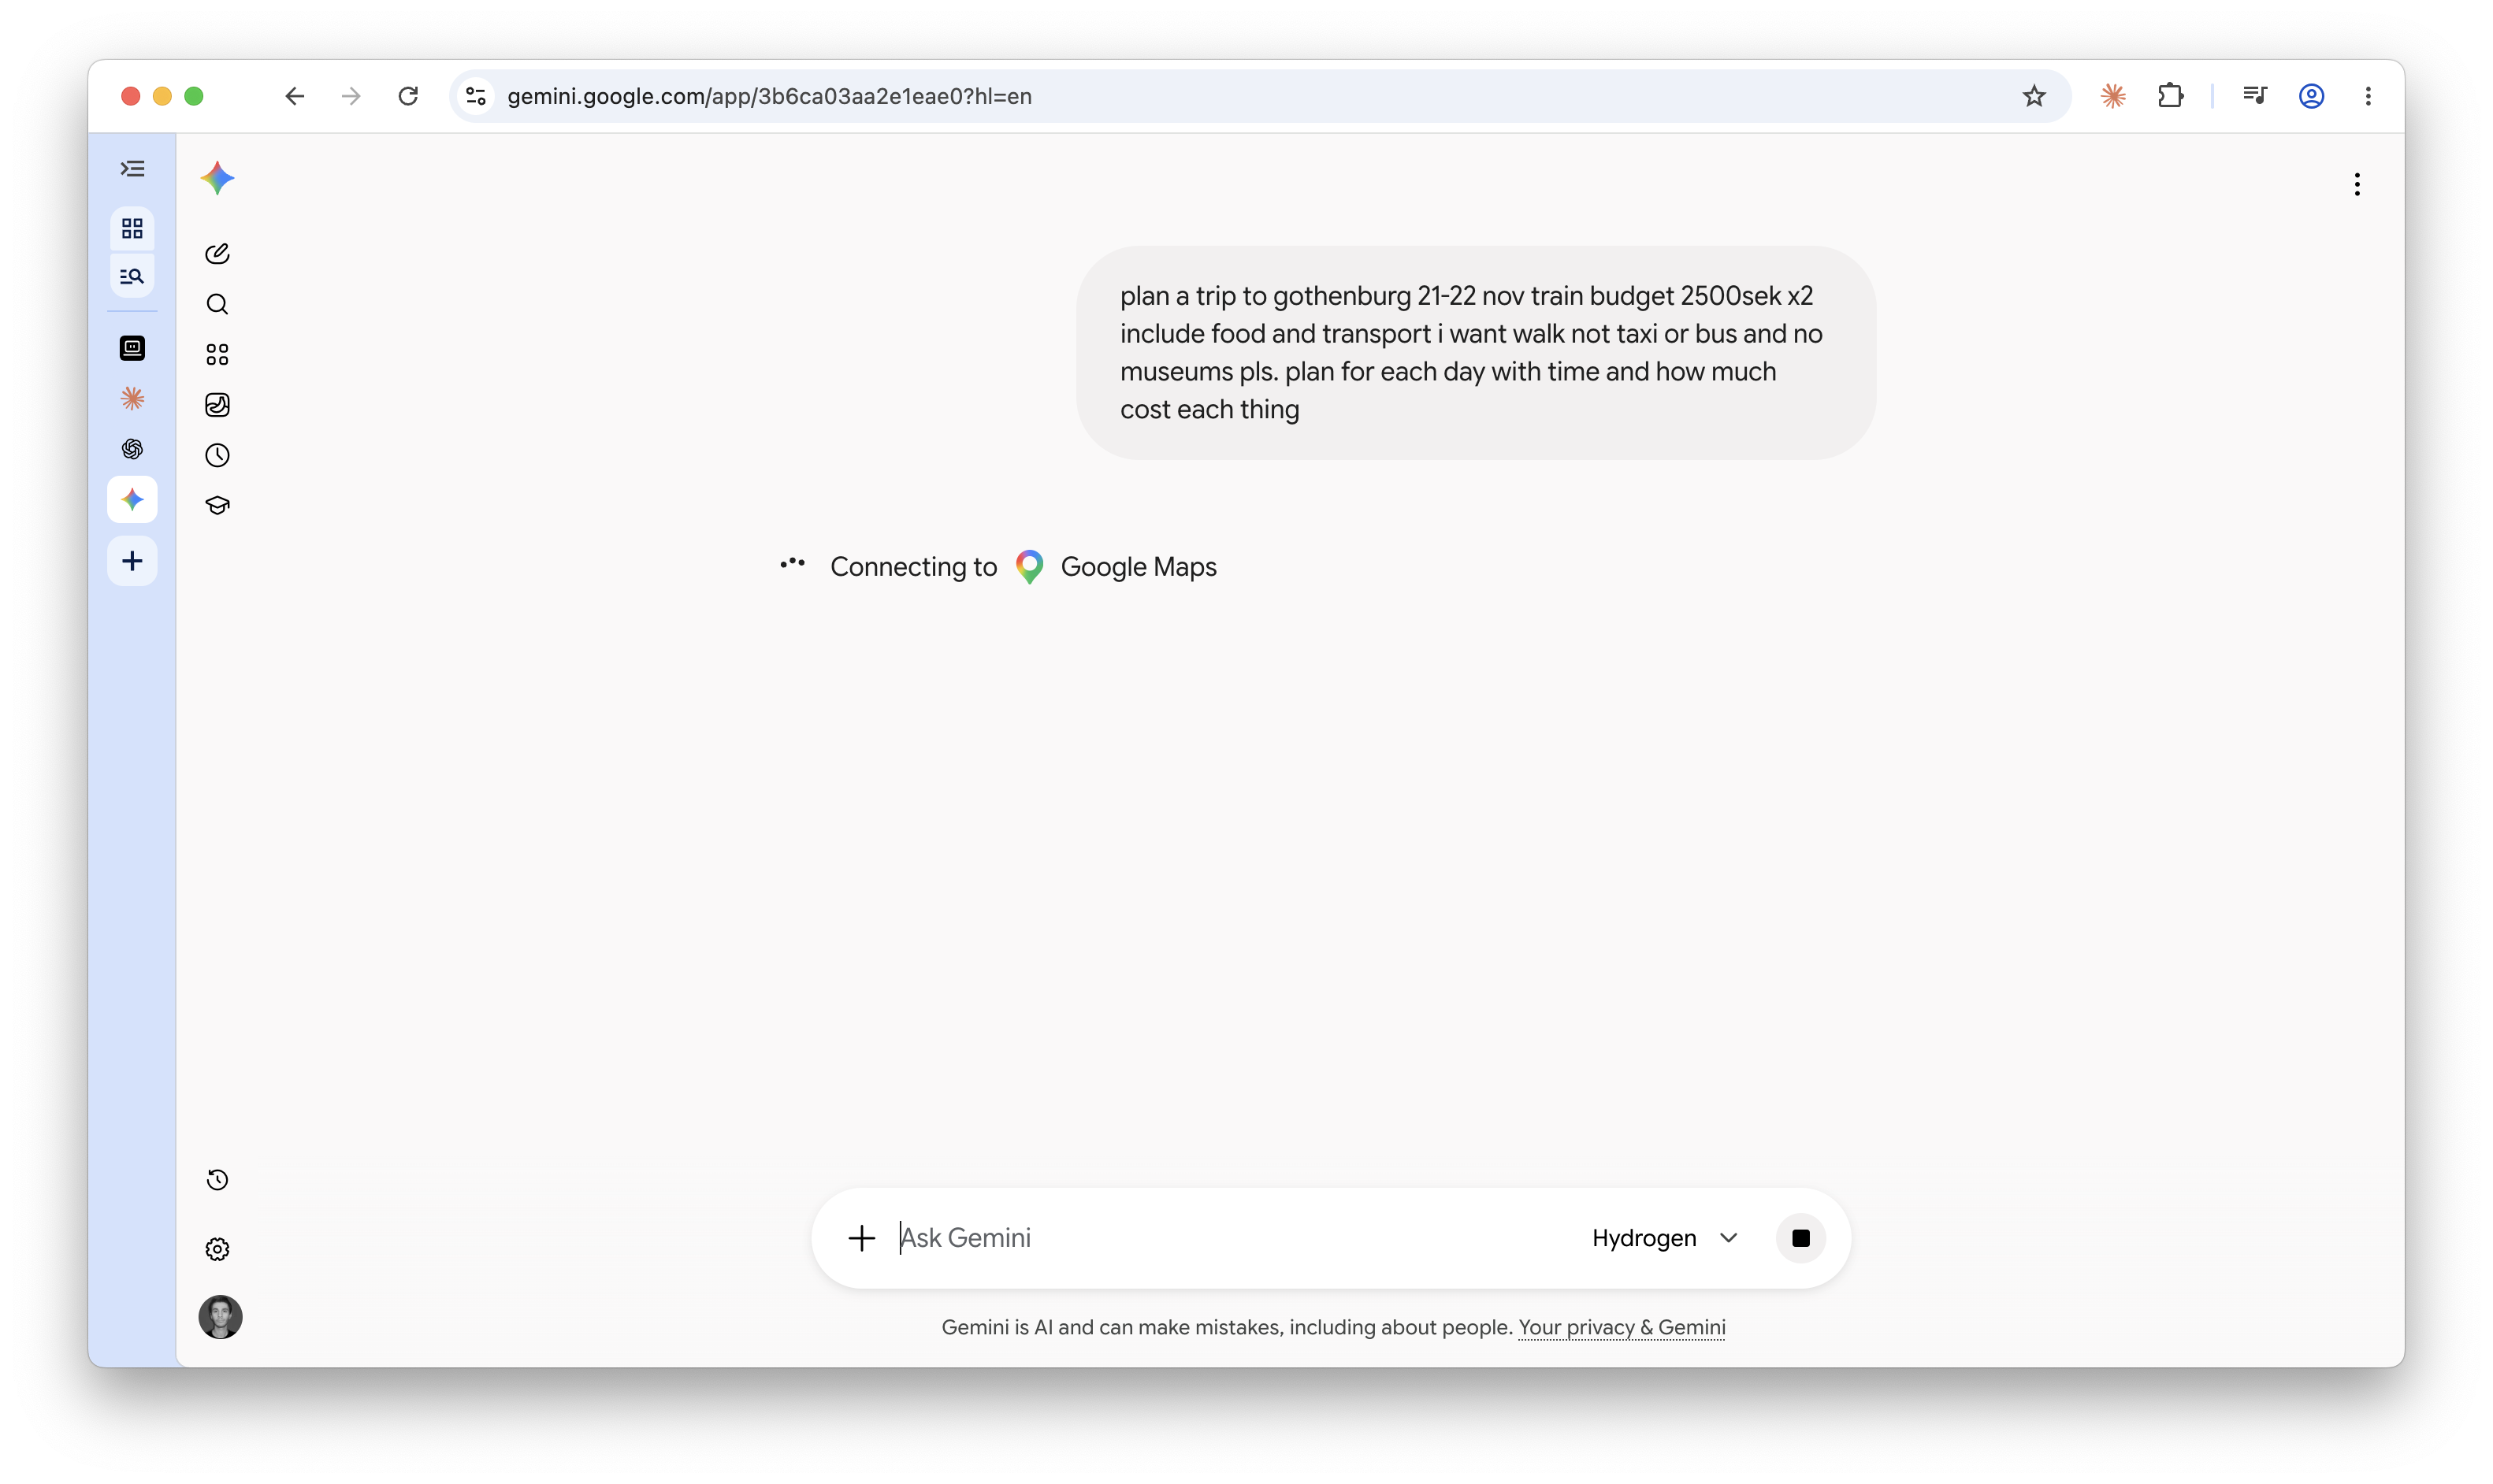 gemini.google.com/app/3b6ca03aa2e1eae0?hl=en
plan a trip to gothenburg 21-22 nov train budget 2500sek x2
include food and transport i want walk not taxi or bus and no
museums pls. plan for each day with time and how much
cost each thing
Connecting to Google Maps
Ask Gemini
Hydrogen
Gemini is AI and can make mistakes, including about people. Your privacy & Gemini